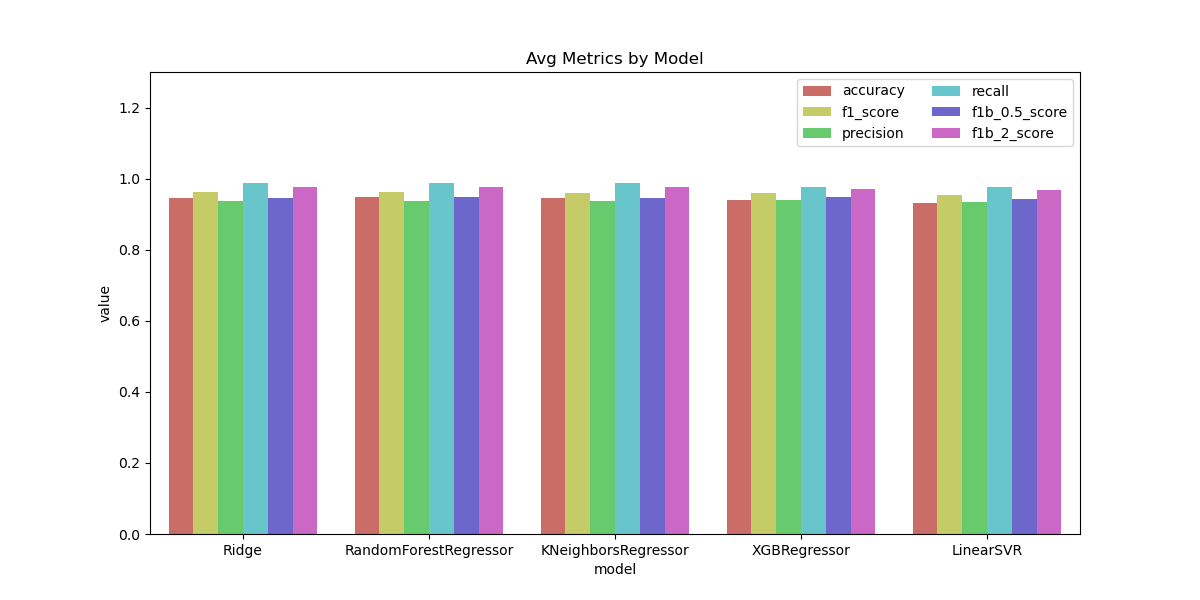 Avg Metrics by Model
accuracy
f1_score
precision
recall
f1b_0.5_score
f1b_2_score
value
1.2
1.0
0.8
0.6
0.4
0.2
0.0
Ridge
RandomForestRegressor
KNeighborsRegressor
XGBRegressor
LinearSVR
model